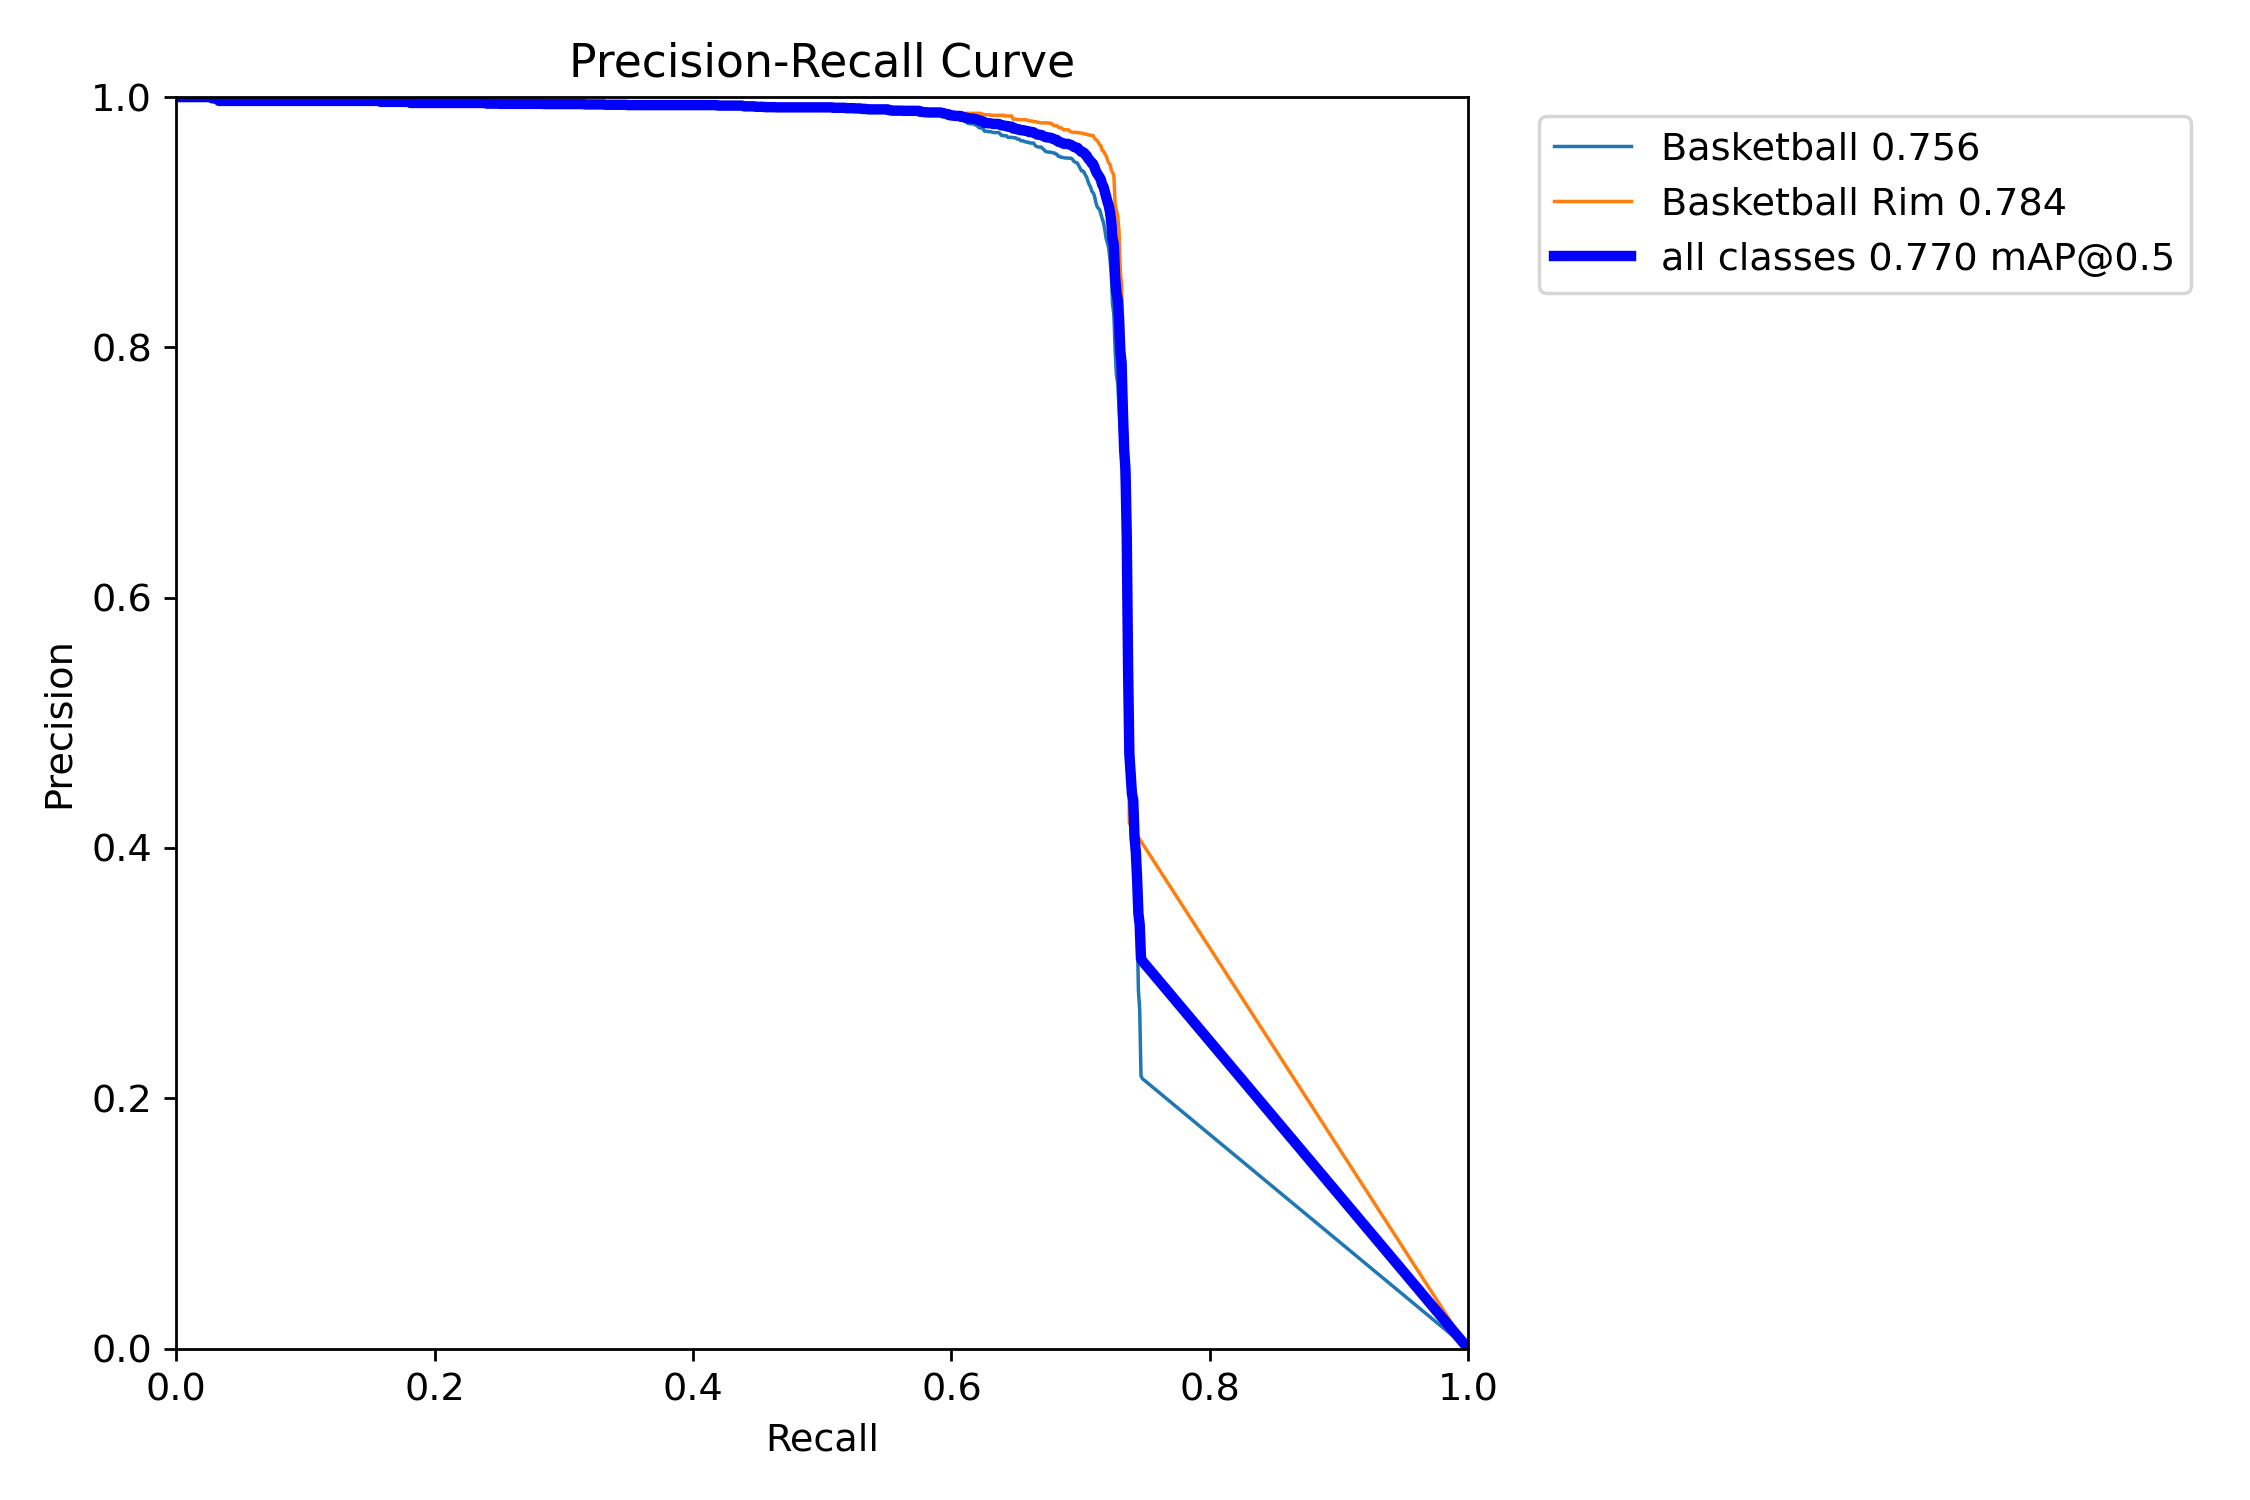 Precision-Recall Curve
1.0
0.8
0.6
0.4
0.2
0.0
Precision
0.0 0.2 0.4 0.6 0.8 1.0
Recall
Basketball 0.756
Basketball Rim 0.784
all classes 0.770 mAP@0.5